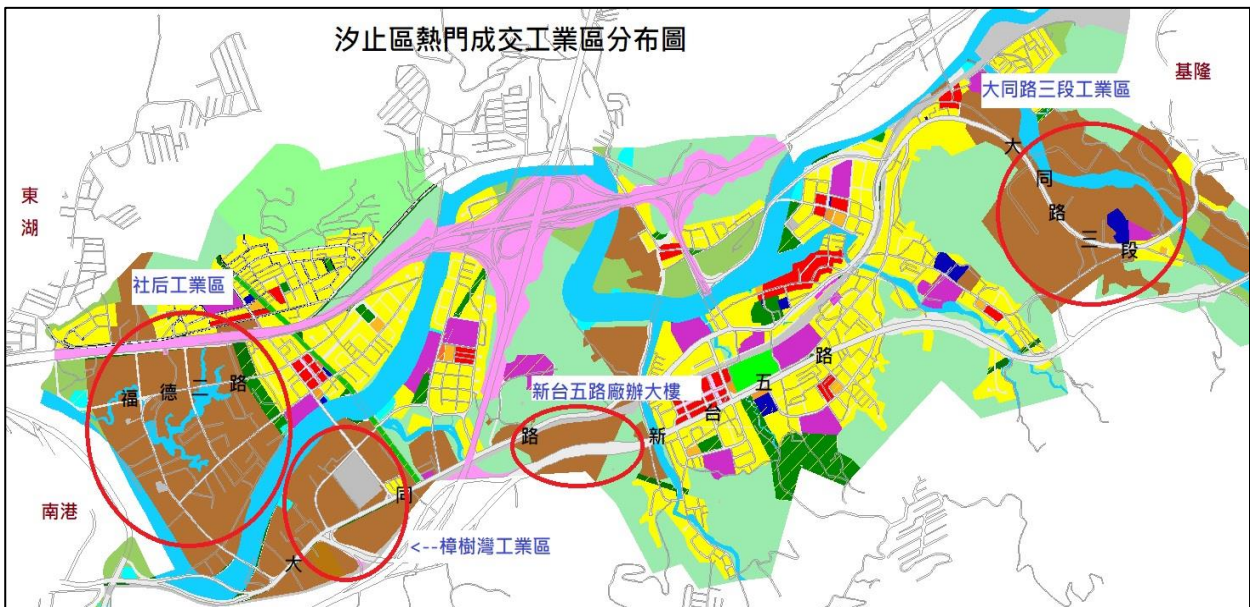 汐止區熱門成交工業區分布圖
基隆
大同路三段工業區
大同路三段
東湖
社后工業區
福德二路
新台五路廠辦大樓
新台五路
南港
大同路
<--樟樹灣工業區